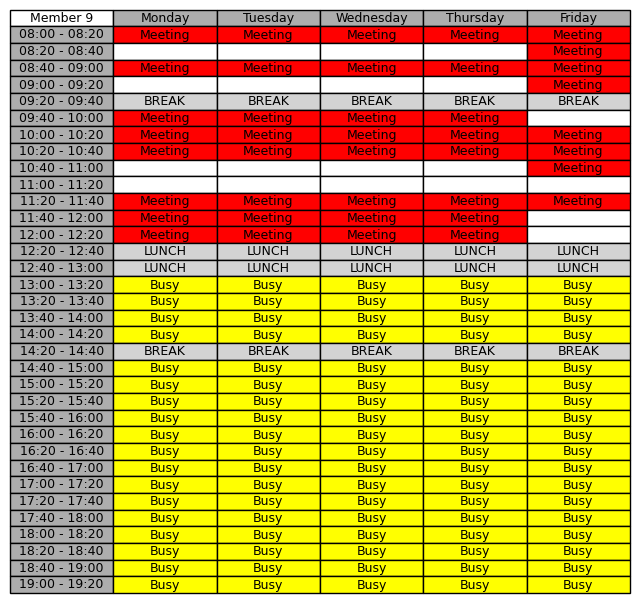 Member 9 Monday Tuesday Wednesday Thursday Friday
08:00 - 08:20 Meeting Meeting Meeting Meeting Meeting
08:20 - 08:40 Meeting
08:40 - 09:00 Meeting Meeting Meeting Meeting Meeting
09:00 - 09:20 Meeting
09:20 - 09:40 BREAK BREAK BREAK BREAK BREAK
09:40 - 10:00 Meeting Meeting Meeting Meeting
10:00 - 10:20 Meeting Meeting Meeting Meeting Meeting
10:20 - 10:40 Meeting Meeting Meeting Meeting Meeting
10:40 - 11:00 Meeting
11:00 - 11:20
11:20 - 11:40 Meeting Meeting Meeting Meeting Meeting
11:40 - 12:00 Meeting Meeting Meeting Meeting
12:00 - 12:20 Meeting Meeting Meeting Meeting
12:20 - 12:40 LUNCH LUNCH LUNCH LUNCH LUNCH
12:40 - 13:00 LUNCH LUNCH LUNCH LUNCH LUNCH
13:00 - 13:20 Busy Busy Busy Busy Busy
13:20 - 13:40 Busy Busy Busy Busy Busy
13:40 - 14:00 Busy Busy Busy Busy Busy
14:00 - 14:20 Busy Busy Busy Busy Busy
14:20 - 14:40 BREAK BREAK BREAK BREAK BREAK
14:40 - 15:00 Busy Busy Busy Busy Busy
15:00 - 15:20 Busy Busy Busy Busy Busy
15:20 - 15:40 Busy Busy Busy Busy Busy
15:40 - 16:00 Busy Busy Busy Busy Busy
16:00 - 16:20 Busy Busy Busy Busy Busy
16:20 - 16:40 Busy Busy Busy Busy Busy
16:40 - 17:00 Busy Busy Busy Busy Busy
17:00 - 17:20 Busy Busy Busy Busy Busy
17:20 - 17:40 Busy Busy Busy Busy Busy
17:40 - 18:00 Busy Busy Busy Busy Busy
18:00 - 18:20 Busy Busy Busy Busy Busy
18:20 - 18:40 Busy Busy Busy Busy Busy
18:40 - 19:00 Busy Busy Busy Busy Busy
19:00 - 19:20 Busy Busy Busy Busy Busy